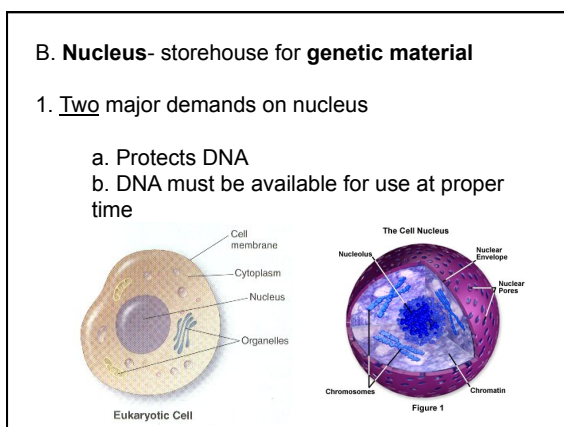 B. Nucleus- storehouse for genetic material
1. Two major demands on nucleus
a. Protects DNA
b. DNA must be available for use at proper
time
Cell
membrane
Cytoplasm
Nucleus
Organelles
Eukaryotic Cell
The Cell Nucleus
Nucleolus
Nuclear
Envelope
Nuclear
Pores
Chromosomes
Chromatin
Figure 1